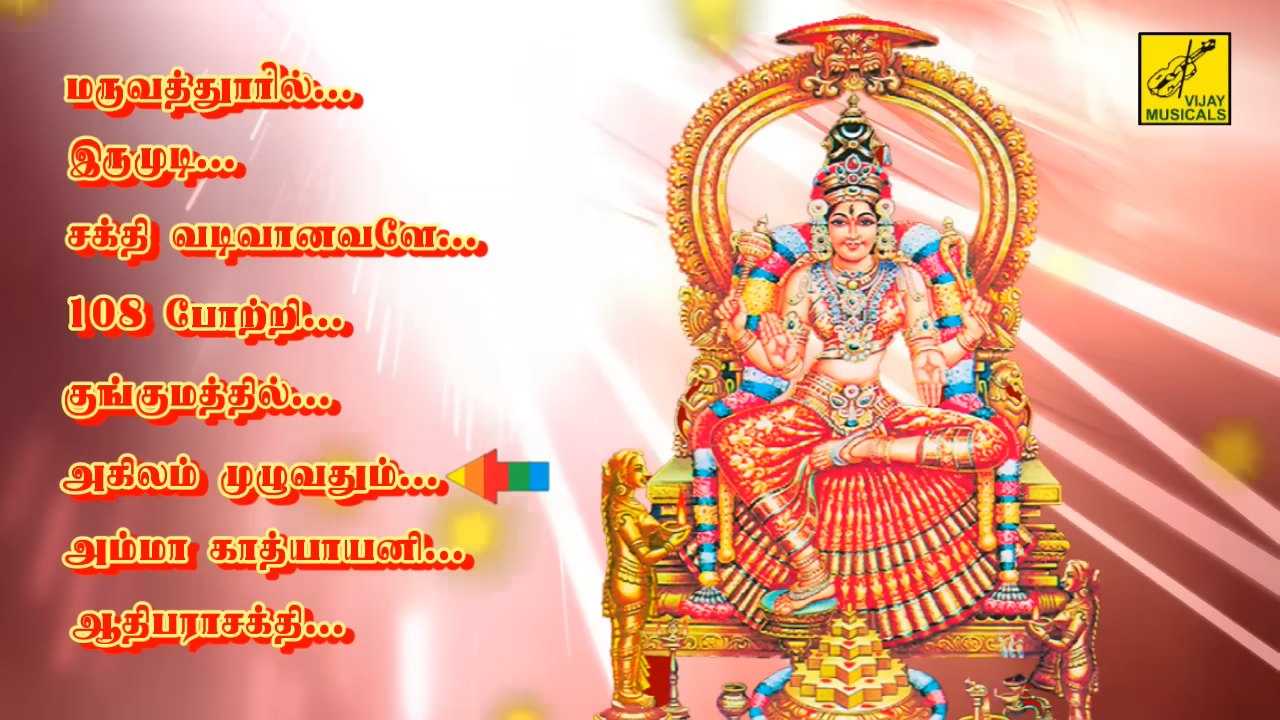 மருவத்தூரில்...
இருமுடி...
சக்தி வடிவானவளே...
108 போற்றி...
குங்குமத்தில்...
அகிலம் முழுவதும்...
அம்மா காத்யாயனி...
ஆதிபராசக்தி...
VIJAY
MUSICALS